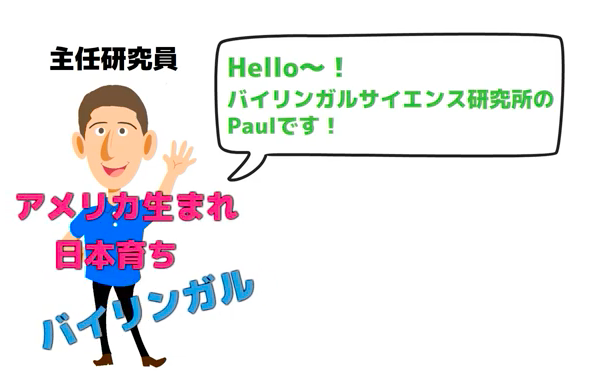 主任研究員
Hello～！
バイリンガルサイエンス研究所の
Paulです！
アメリカ生まれ
日本育ち
バイリンガル